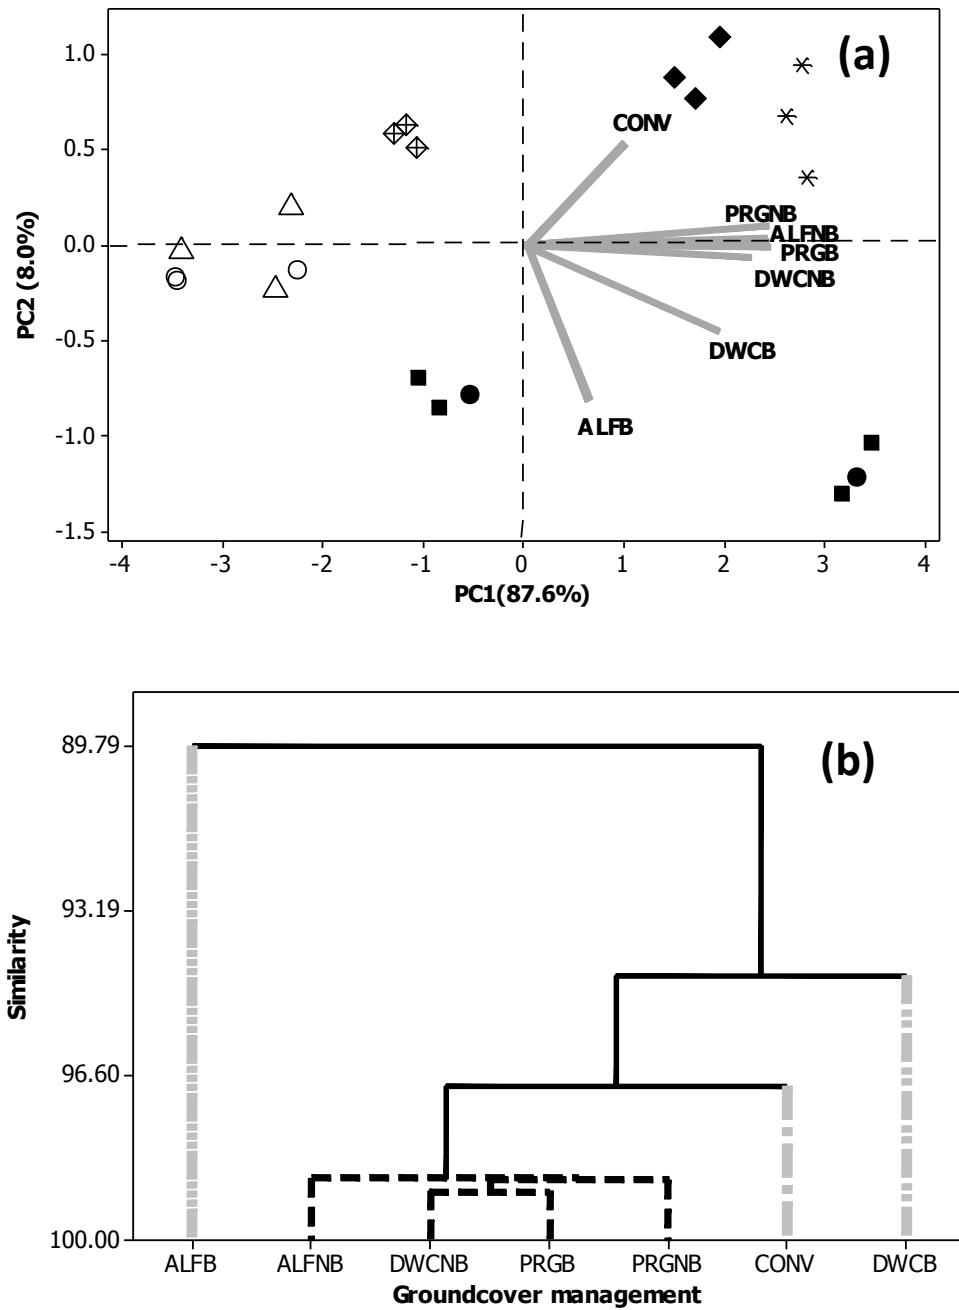 (a)
1.0
0.5
0.0
-0.5
-1.0
-1.5
PC2 (8.0%)
CONV
PRGNB
ALFNB
PRGB
DWCNB
DWCB
ALFB
-4 -3 -2 -1 0 1 2 3 4
PC1(87.6%)
(b)
89.79
93.19
96.60
100.00
Similarity
ALFB ALFNB DWCNB PRGB PRGNB CONV DWCB
Groundcover management